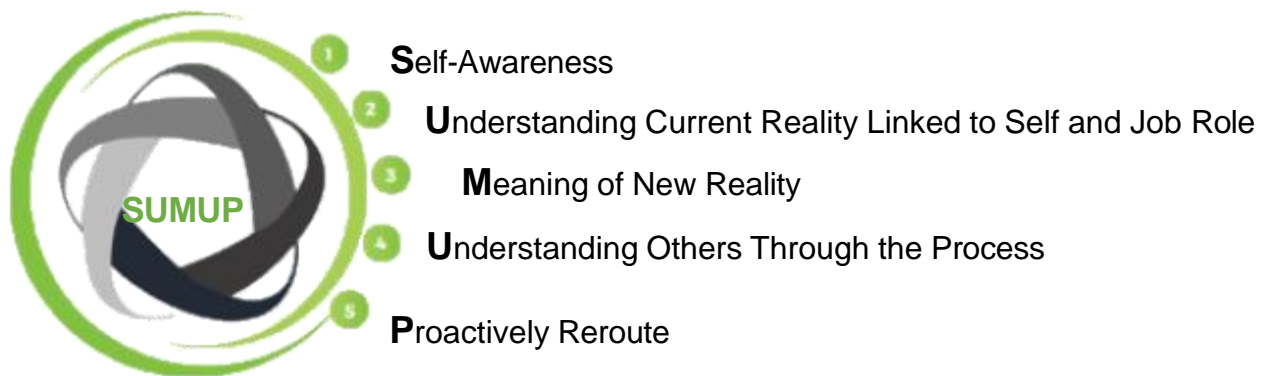 1
Self-Awareness
2
Understanding Current Reality Linked to Self and Job Role
3
Meaning of New Reality
SUMUP
4
Understanding Others Through the Process
5
Proactively Reroute